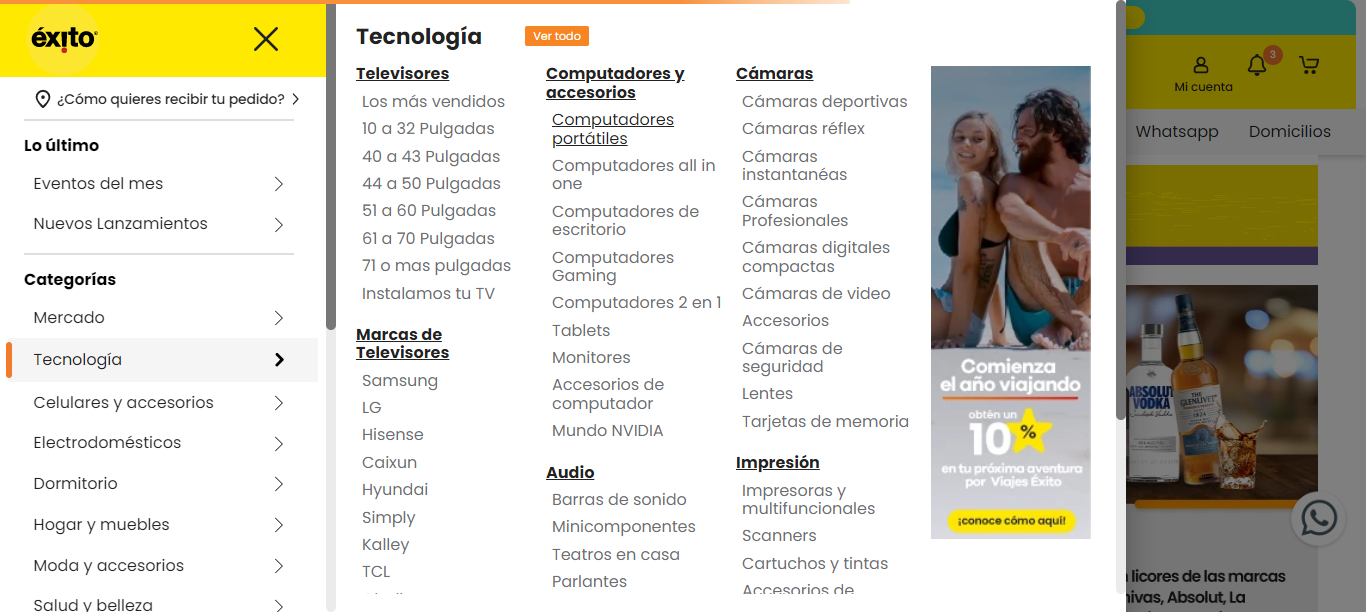 éxito
¿Cómo quieres recibir tu pedido?
Lo último
Eventos del mes
Nuevos Lanzamientos
Categorías
Mercado
Tecnología
Celulares y accesorios
Electrodomésticos
Dormitorio
Hogar y muebles
Moda y accesorios
Salud y belleza
Tecnología
Ver todo
Televisores
Los más vendidos
10 a 32 Pulgadas
40 a 43 Pulgadas
44 a 50 Pulgadas
51 a 60 Pulgadas
61 a 70 Pulgadas
71 o mas pulgadas
Instalamos tu TV
Marcas de
Televisores
Samsung
LG
Hisense
Caixun
Hyundai
Simply
Kalley
TCL
Computadores y
accesorios
Computadores
portátiles
Computadores all in
one
Computadores de
escritorio
Computadores
Gaming
Computadores 2 en 1
Tablets
Monitores
Accesorios de
computador
Mundo NVIDIA
Audio
Barras de sonido
Minicomponentes
Teatros en casa
Parlantes
Cámaras
Cámaras deportivas
Cámaras réflex
Cámaras
instantanéas
Cámaras
Profesionales
Cámaras digitales
compactas
Cámaras de video
Accesorios
Cámaras de
seguridad
Lentes
Tarjetas de memoria
Impresión
Impresoras y
multifuncionales
Scanners
Cartuchos y tintas
Accesorios de
Comienza
el año viajando
obtén un
10%
en tu próxima aventura
por Viajes Éxito
¡conoce cómo aquí!
3
Mi cuenta
Whatsapp
Domicilios
ABSOLUT
VODKA
THE
GLENLIVET
licores de las marcas
hivas, Absolut, La